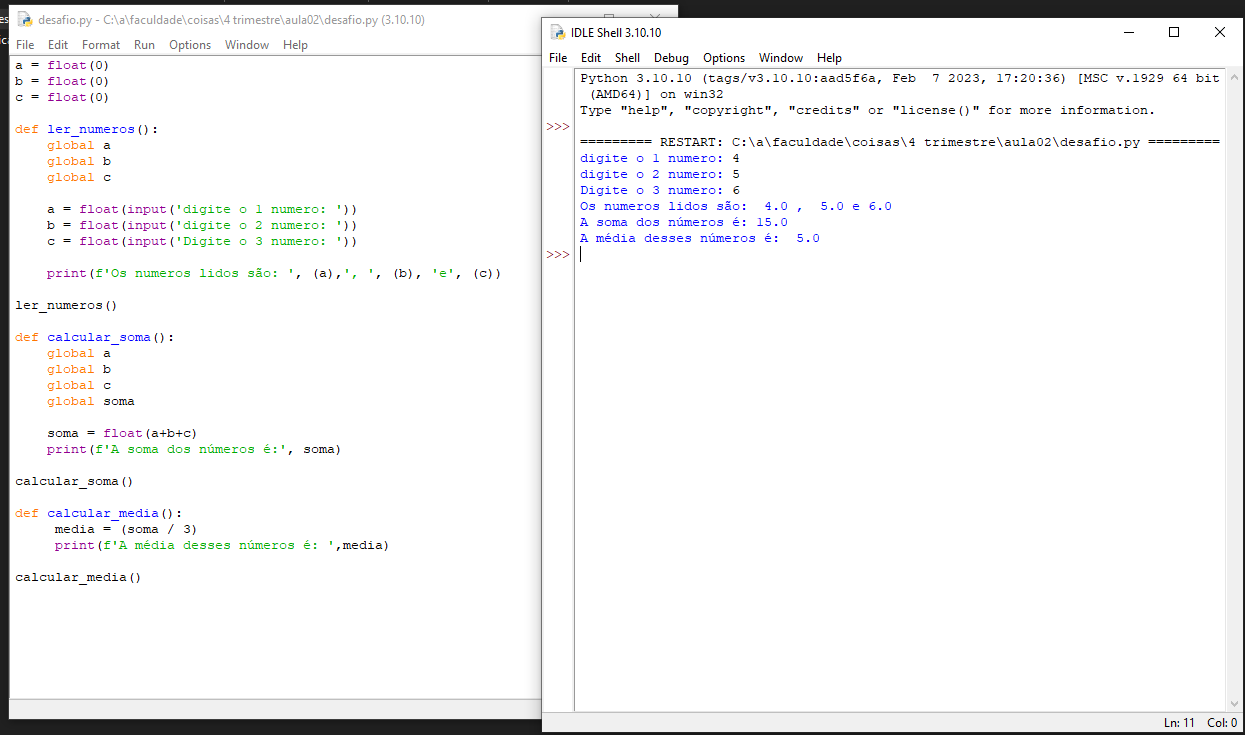 es
ica
desafio.py - C:\a\faculdade\coisas\4 trimestre\aula02\desafio.py (3.10.10)
File Edit Format Run Options Window Help
a = float(0)
b = float(0)
c = float(0)

def ler_numeros():
    global a
    global b
    global c

    a = float(input('digite o 1 numero: '))
    b = float(input('digite o 2 numero: '))
    c = float(input('Digite o 3 numero: '))

    print(f'Os numeros lidos são: ', (a),', ', (b), 'e', (c))

ler_numeros()

def calcular_soma():
    global a
    global b
    global c
    global soma

    soma = float(a+b+c)
    print(f'A soma dos números é:', soma)

calcular_soma()

def calcular_media():
     media = (soma / 3)
     print(f'A média desses números é: ',media)

calcular_media()
IDLE Shell 3.10.10
File Edit Shell Debug Options Window Help
Python 3.10.10 (tags/v3.10.10:aad5f6a, Feb  7 2023, 17:20:36) [MSC v.1929 64 bit
 (AMD64)] on win32
Type "help", "copyright", "credits" or "license()" for more information.
>>>
========= RESTART: C:\a\faculdade\coisas\4 trimestre\aula02\desafio.py =========
digite o 1 numero: 4
digite o 2 numero: 5
Digite o 3 numero: 6
Os numeros lidos são:  4.0 ,  5.0 e 6.0
A soma dos números é: 15.0
A média desses números é:  5.0
>>>
Ln: 11 Col: 0